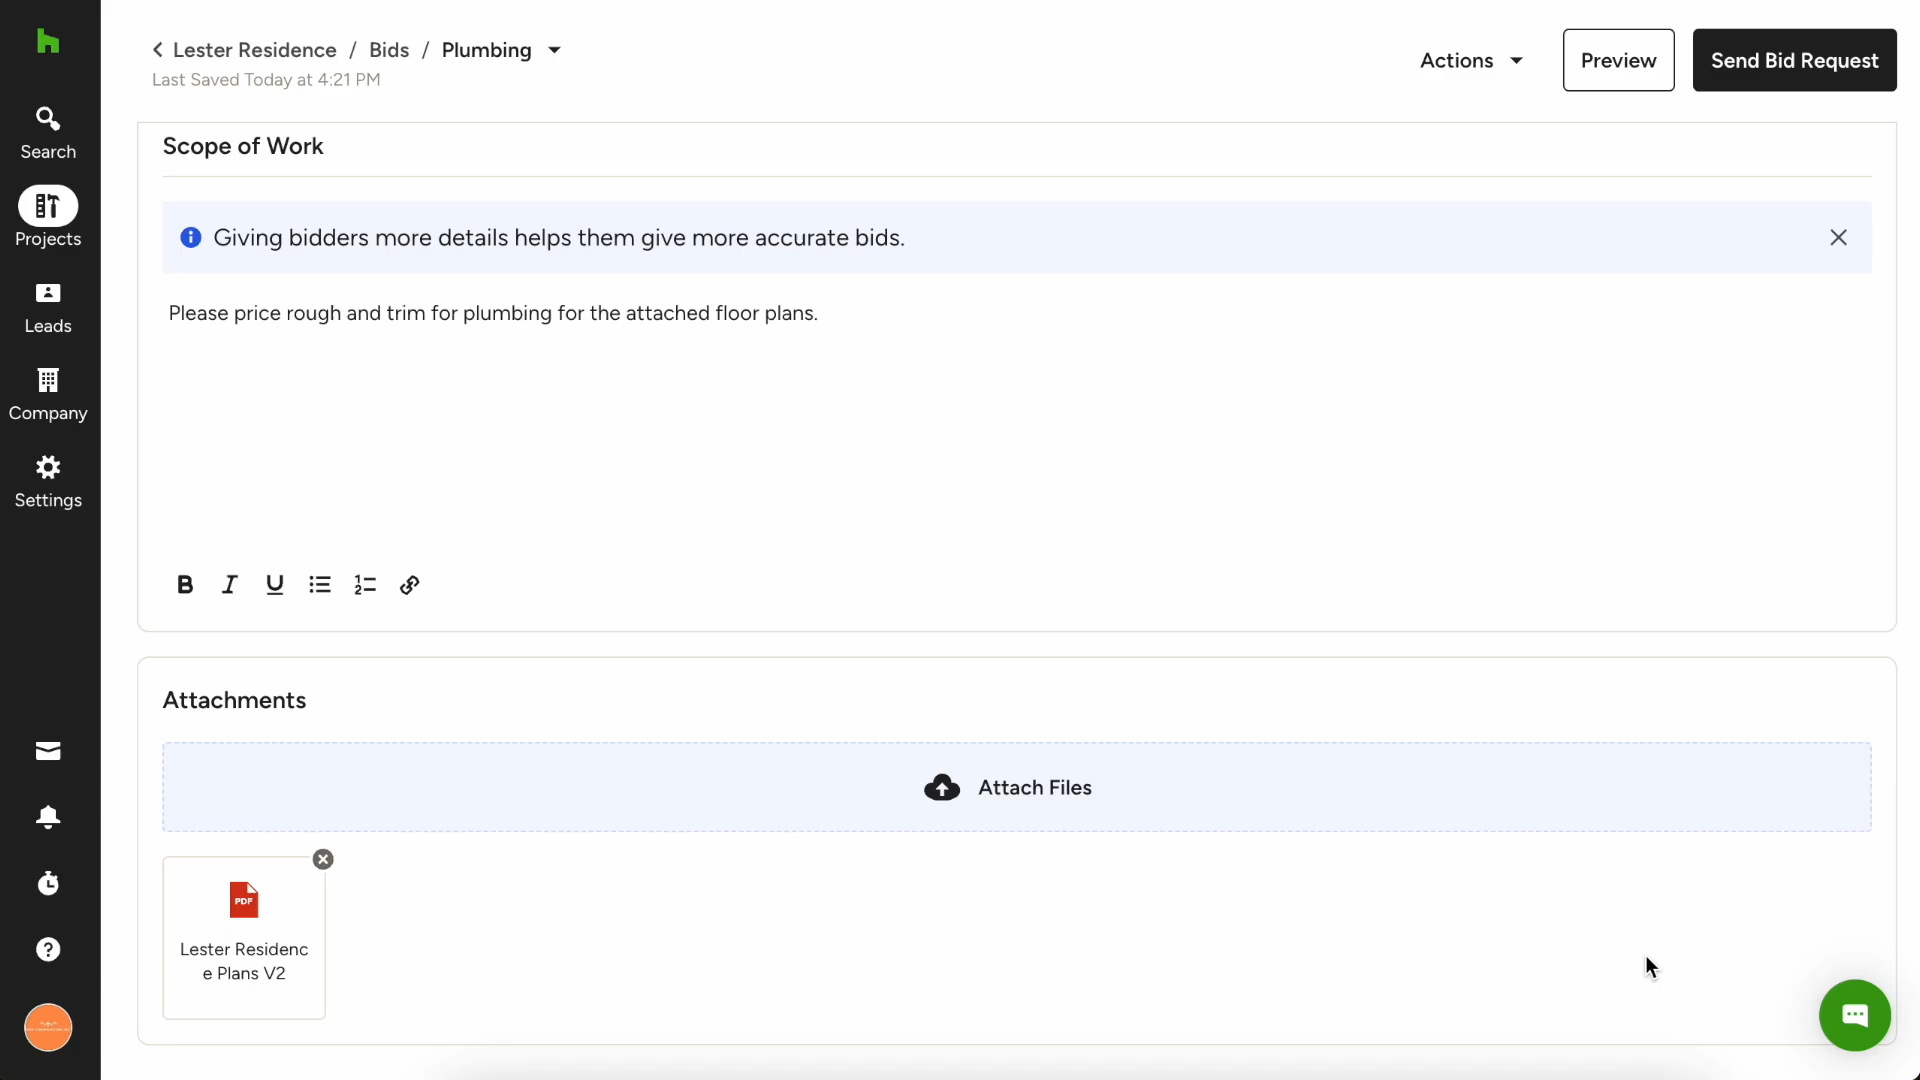 Lester Residence / Bids / Plumbing
Last Saved Today at 4:21 PM
Actions
Preview
Send Bid Request
Search
Projects
Leads
Company
Settings
Scope of Work
Giving bidders more details helps them give more accurate bids.
Please price rough and trim for plumbing for the attached floor plans.
B I U
Attachments
Attach Files
PDF
Lester Residenc
e Plans V2